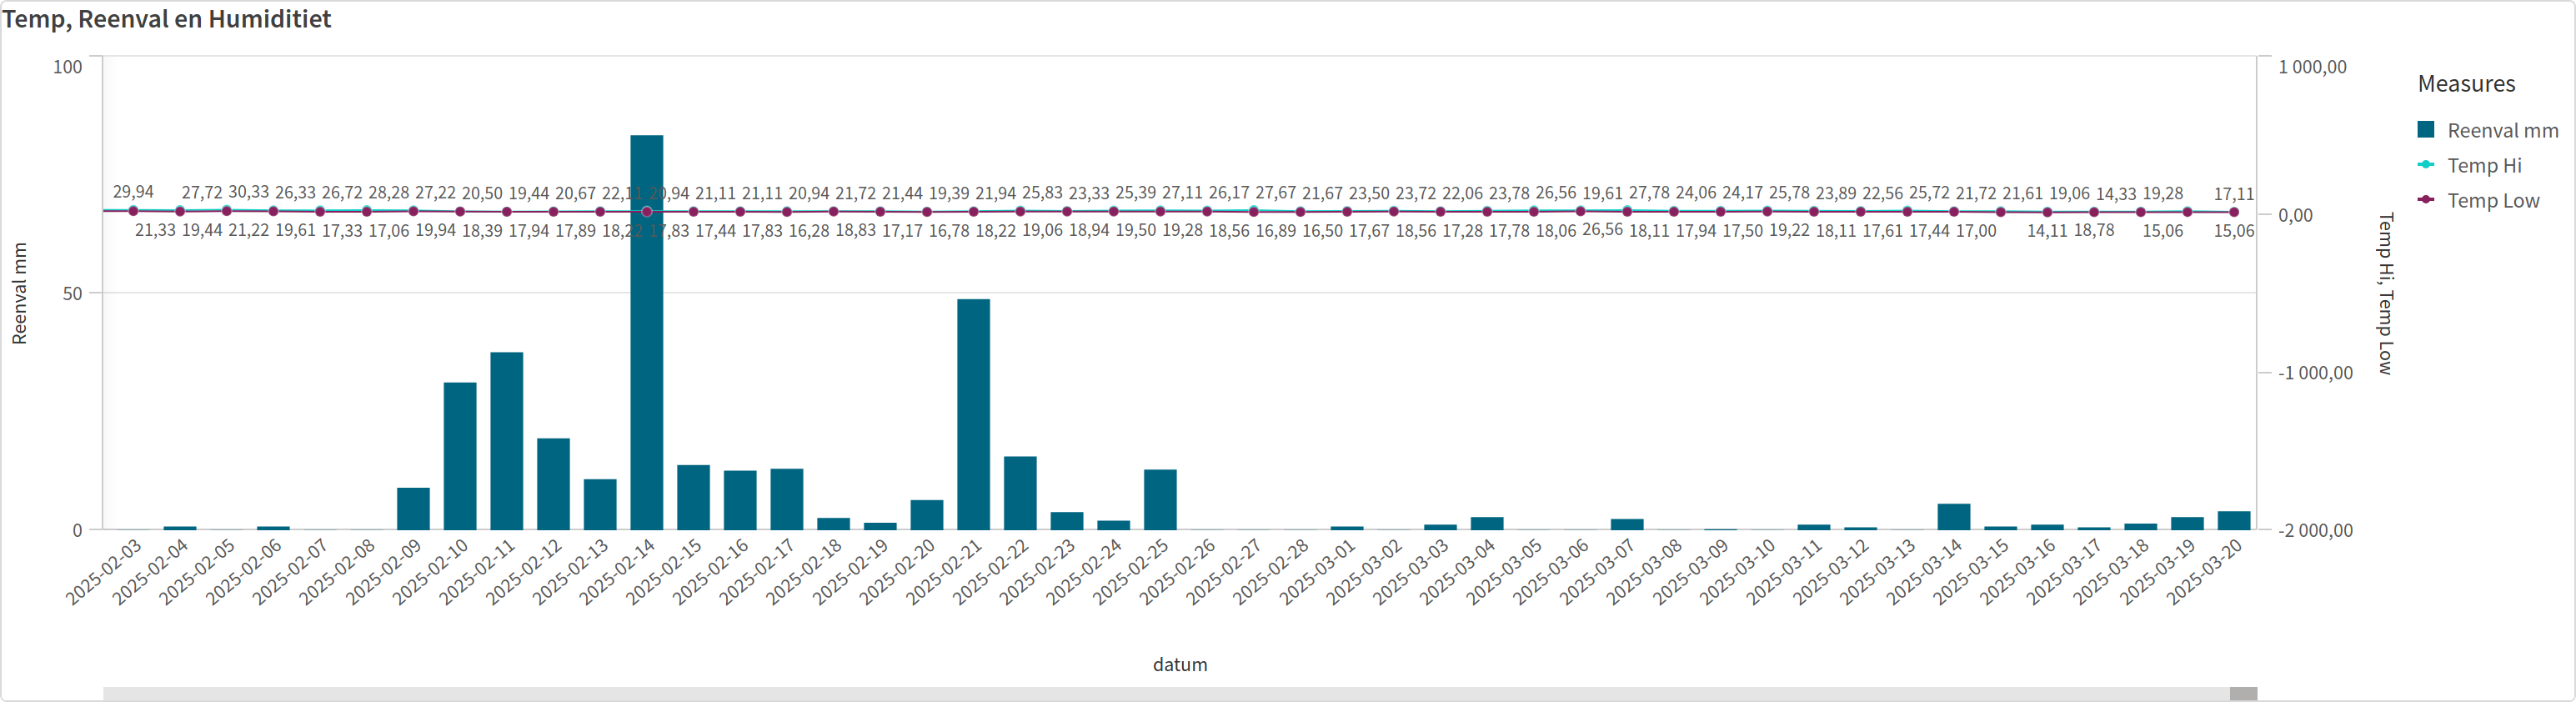 Temp, Reenval en Humiditiet
100
50
0
Reenval mm
29,94 27,72 30,33 26,33 26,72 28,28 27,22 20,50 19,44 20,67 22,11 20,94 21,11 21,11 20,94 21,72 21,44 19,39 21,94 25,83 23,33 25,39 27,11 26,17 27,67 21,67 23,50 23,72 22,06 23,78 26,56 19,61 27,78 24,06 24,17 25,78 23,89 22,56 25,72 21,72 21,61 19,06 14,33 19,28 17,11
21,33 19,44 21,22 19,61 17,33 17,06 19,94 18,39 17,94 17,89 18,22 17,83 17,44 17,83 16,28 18,83 17,17 16,78 18,22 19,06 18,94 19,50 19,28 18,56 16,89 16,50 17,67 18,56 17,28 17,78 18,06 26,56 18,11 17,94 17,50 19,22 18,11 17,61 17,44 17,00 14,11 18,78 15,06 15,06
1 000,00
0,00
-1 000,00
-2 000,00
Temp Hi, Temp Low
2025-02-03 2025-02-04 2025-02-05 2025-02-06 2025-02-07 2025-02-08 2025-02-09 2025-02-10 2025-02-11 2025-02-12 2025-02-13 2025-02-14 2025-02-15 2025-02-16 2025-02-17 2025-02-18 2025-02-19 2025-02-20 2025-02-21 2025-02-22 2025-02-23 2025-02-24 2025-02-25 2025-02-26 2025-02-27 2025-02-28 2025-03-01 2025-03-02 2025-03-03 2025-03-04 2025-03-05 2025-03-06 2025-03-07 2025-03-08 2025-03-09 2025-03-10 2025-03-11 2025-03-12 2025-03-13 2025-03-14 2025-03-15 2025-03-16 2025-03-17 2025-03-18 2025-03-19 2025-03-20
datum
Measures
Reenval mm
Temp Hi
Temp Low